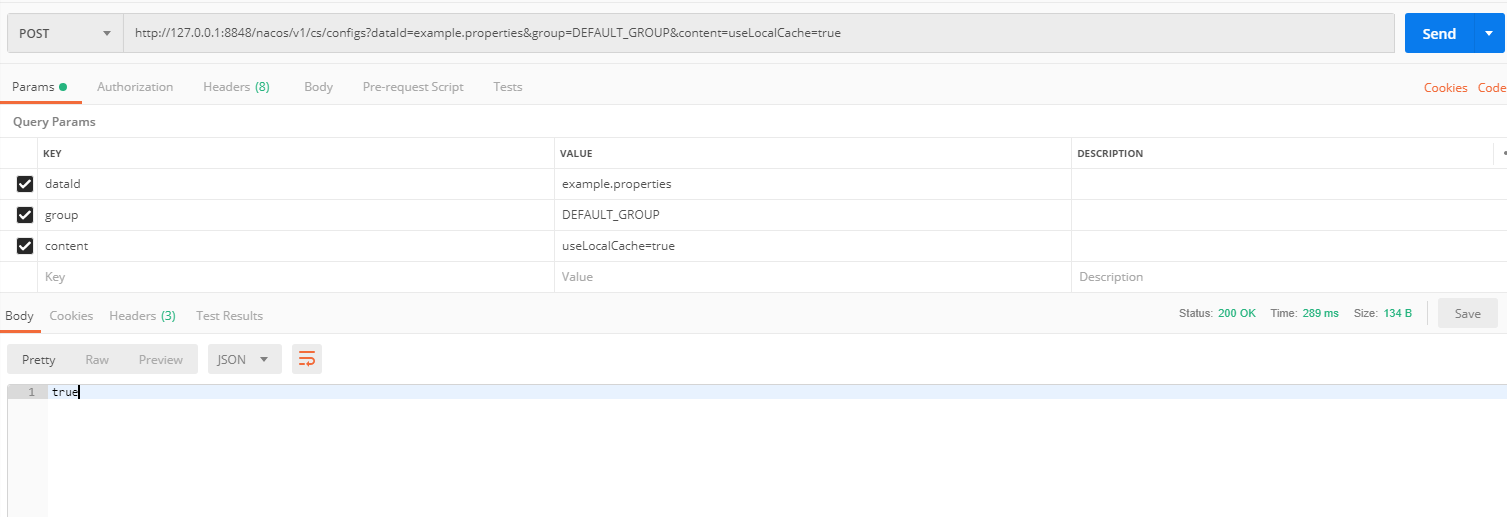 POST http://127.0.0.1:8848/nacos/v1/cs/configs?dataId=example.properties&group=DEFAULT_GROUP&content=useLocalCache=true Send
Params Authorization Headers (8) Body Pre-request Script Tests Cookies Code
Query Params
KEY VALUE DESCRIPTION
dataId example.properties
group DEFAULT_GROUP
content useLocalCache=true
Key Value Description
Body Cookies Headers (3) Test Results Status: 200 OK Time: 289 ms Size: 134 B Save
Pretty Raw Preview JSON
1 true